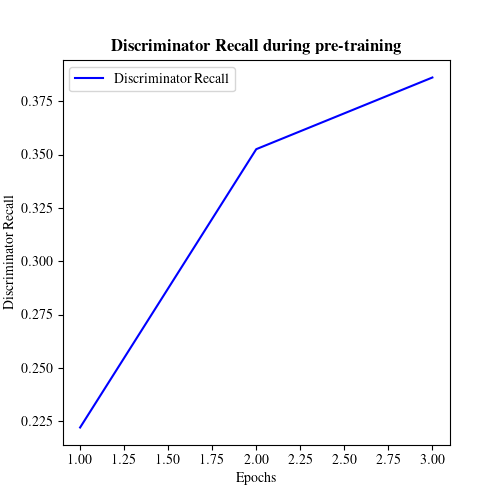 Discriminator Recall during pre-training
Discriminator Recall
0.375
0.350
0.325
0.300
0.275
0.250
0.225
Discriminator Recall
1.00 1.25 1.50 1.75 2.00 2.25 2.50 2.75 3.00
Epochs